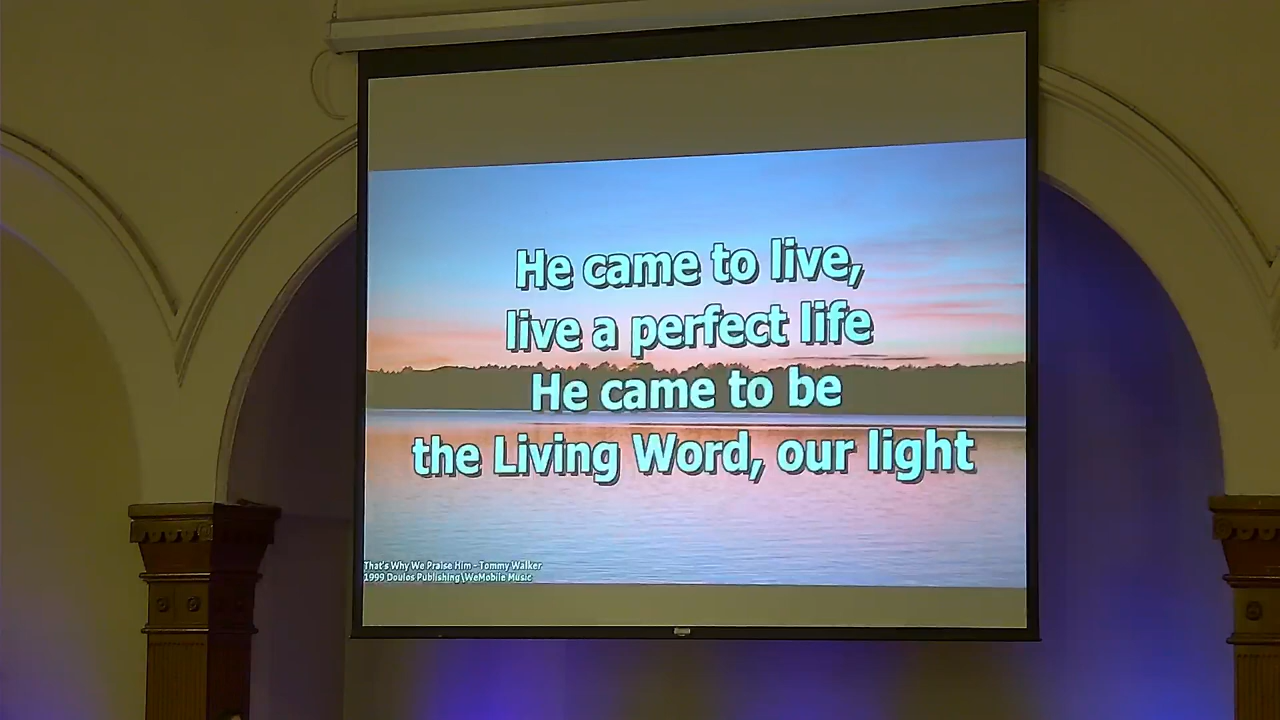 He came to live,
live a perfect life
He came to be
the Living Word, our light
That's Why We Praise Him - Tommy Walker
1999 Doulos Publishing\WeMobile Music